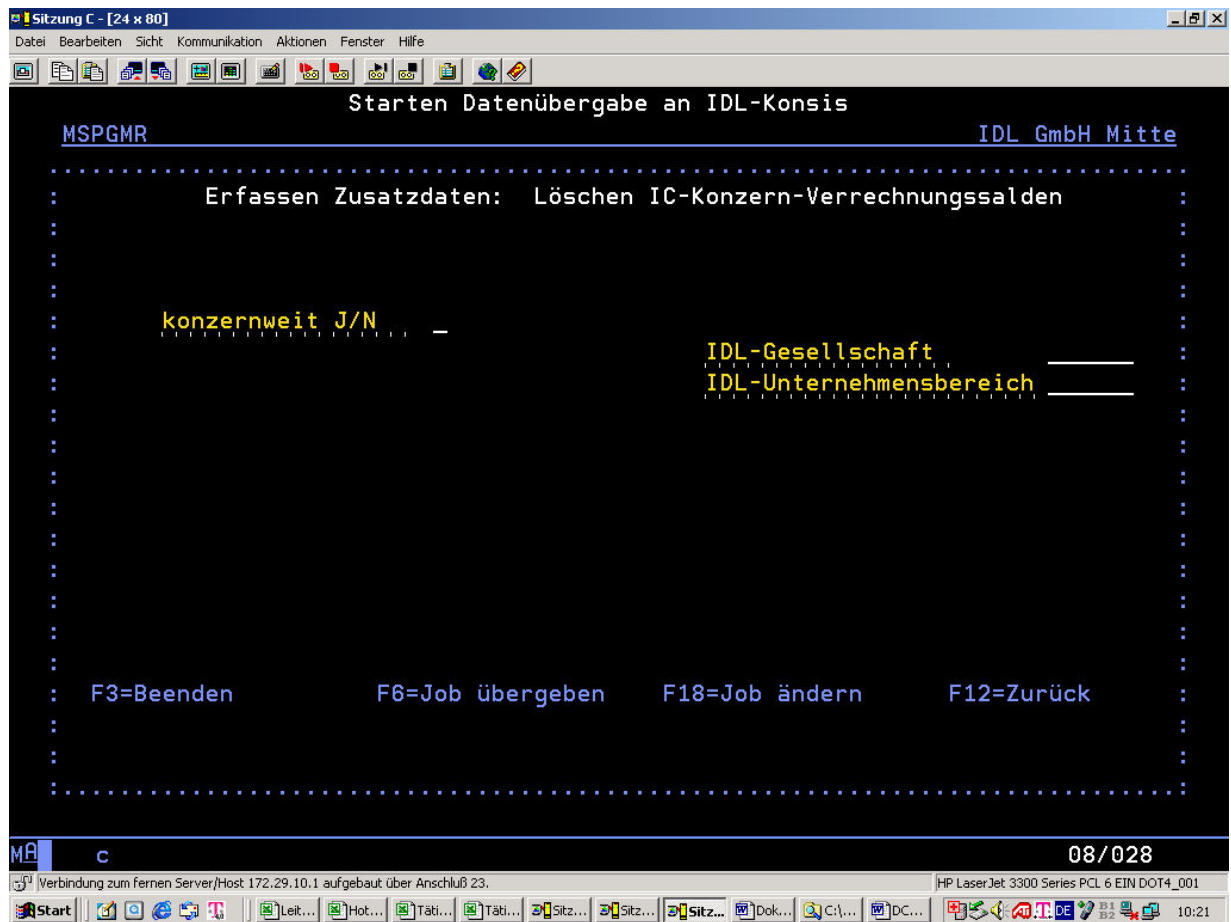 Sitzung C - [24 x 80]
Datei Bearbeiten Sicht Kommunikation Aktionen Fenster Hilfe
Starten Datenübergabe an IDL-Konsis
MSPGMR IDL GmbH Mitte
Erfassen Zusatzdaten: Löschen IC-Konzern-Verrechnungssalden
konzernweit J/N _
IDL-Gesellschaft
IDL-Unternehmensbereich
F3=Beenden F6=Job übergeben F18=Job ändern F12=Zurück
MA c 08/028
Verbindung zum fernen Server/Host 172.29.10.1 aufgebaut über Anschluß 23. HP LaserJet 3300 Series PCL 6 EIN DOT4_001
Start Leit... Hot... Täti... Täti... Sitz... Sitz... Sitz... Dok... C:\... DC... DE 10:21